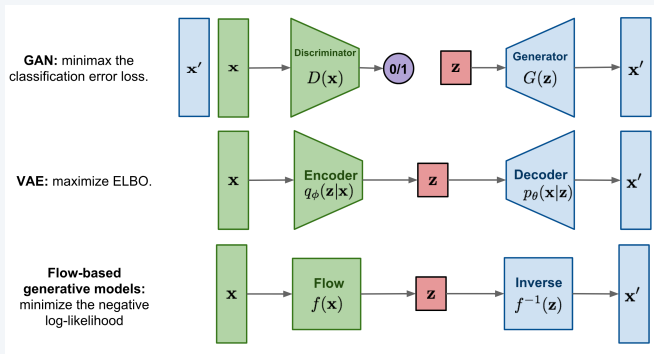 GAN: minimax the
classification error loss.
x′
x
Discriminator
D(x)
0/1
z
Generator
G(z)
x′
VAE: maximize ELBO.
x
Encoder
qϕ(z|x)
z
Decoder
pθ(x|z)
x′
Flow-based
generative models:
minimize the negative
log-likelihood
x
Flow
f(x)
z
Inverse
f⁻¹(z)
x′